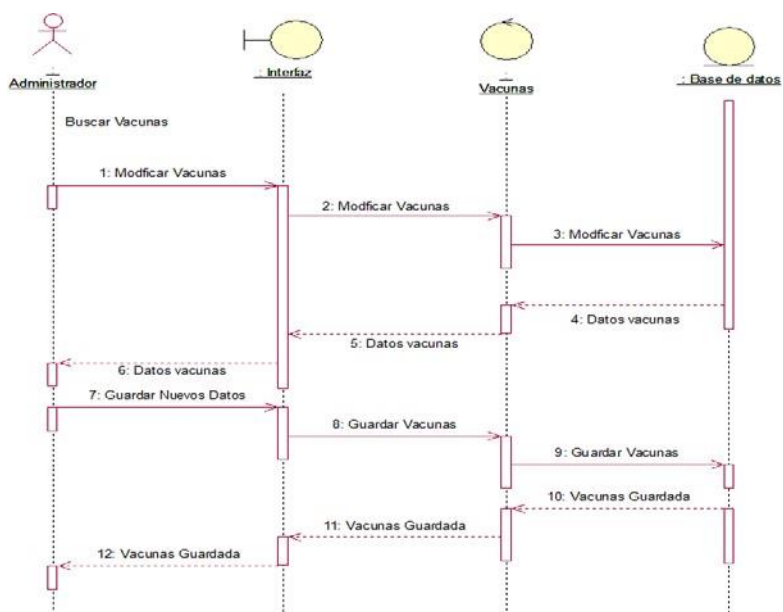 : Interfaz
Administrador
Vacunas
: Base de datos
Buscar Vacunas
1: Modficar Vacunas
2: Modficar Vacunas
3: Modficar Vacunas
4: Datos vacunas
5: Datos vacunas
6: Datos vacunas
7: Guardar Nuevos Datos
8: Guardar Vacunas
9: Guardar Vacunas
10: Vacunas Guardada
11: Vacunas Guardada
12: Vacunas Guardada